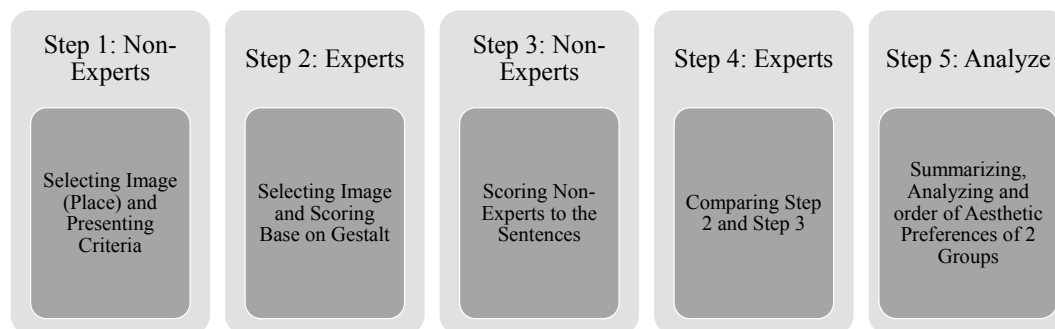 Step 1: Non-
Experts
Selecting Image
(Place) and
Presenting
Criteria
Step 2: Experts
Selecting Image
and Scoring
Base on Gestalt
Step 3: Non-
Experts
Scoring Non-
Experts to the
Sentences
Step 4: Experts
Comparing Step
2 and Step 3
Step 5: Analyze
Summarizing,
Analyzing and
order of Aesthetic
Preferences of 2
Groups